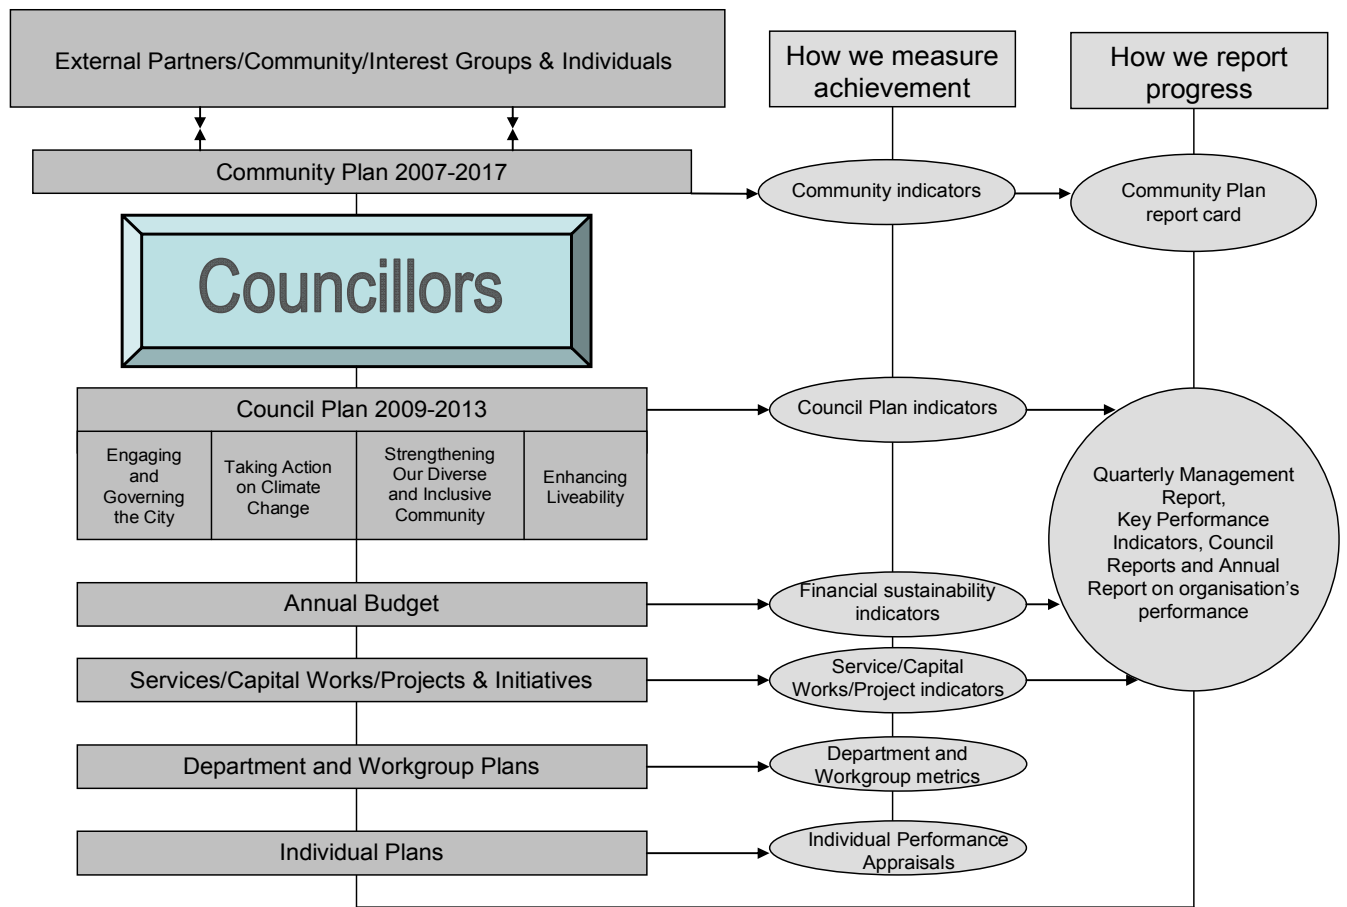 External Partners/Community/Interest Groups & Individuals
How we measure
achievement
How we report
progress
Community Plan 2007-2017
Community indicators
Community Plan
report card
Councillors
Council Plan 2009-2013
Council Plan indicators
Engaging
and
Governing
the City
Taking Action
on Climate
Change
Strengthening
Our Diverse
and Inclusive
Community
Enhancing
Liveability
Quarterly Management
Report,
Key Performance
Indicators, Council
Reports and Annual
Report on organisation’s
performance
Annual Budget
Financial sustainability
indicators
Services/Capital Works/Projects & Initiatives
Service/Capital
Works/Project indicators
Department and Workgroup Plans
Department and
Workgroup metrics
Individual Plans
Individual Performance
Appraisals